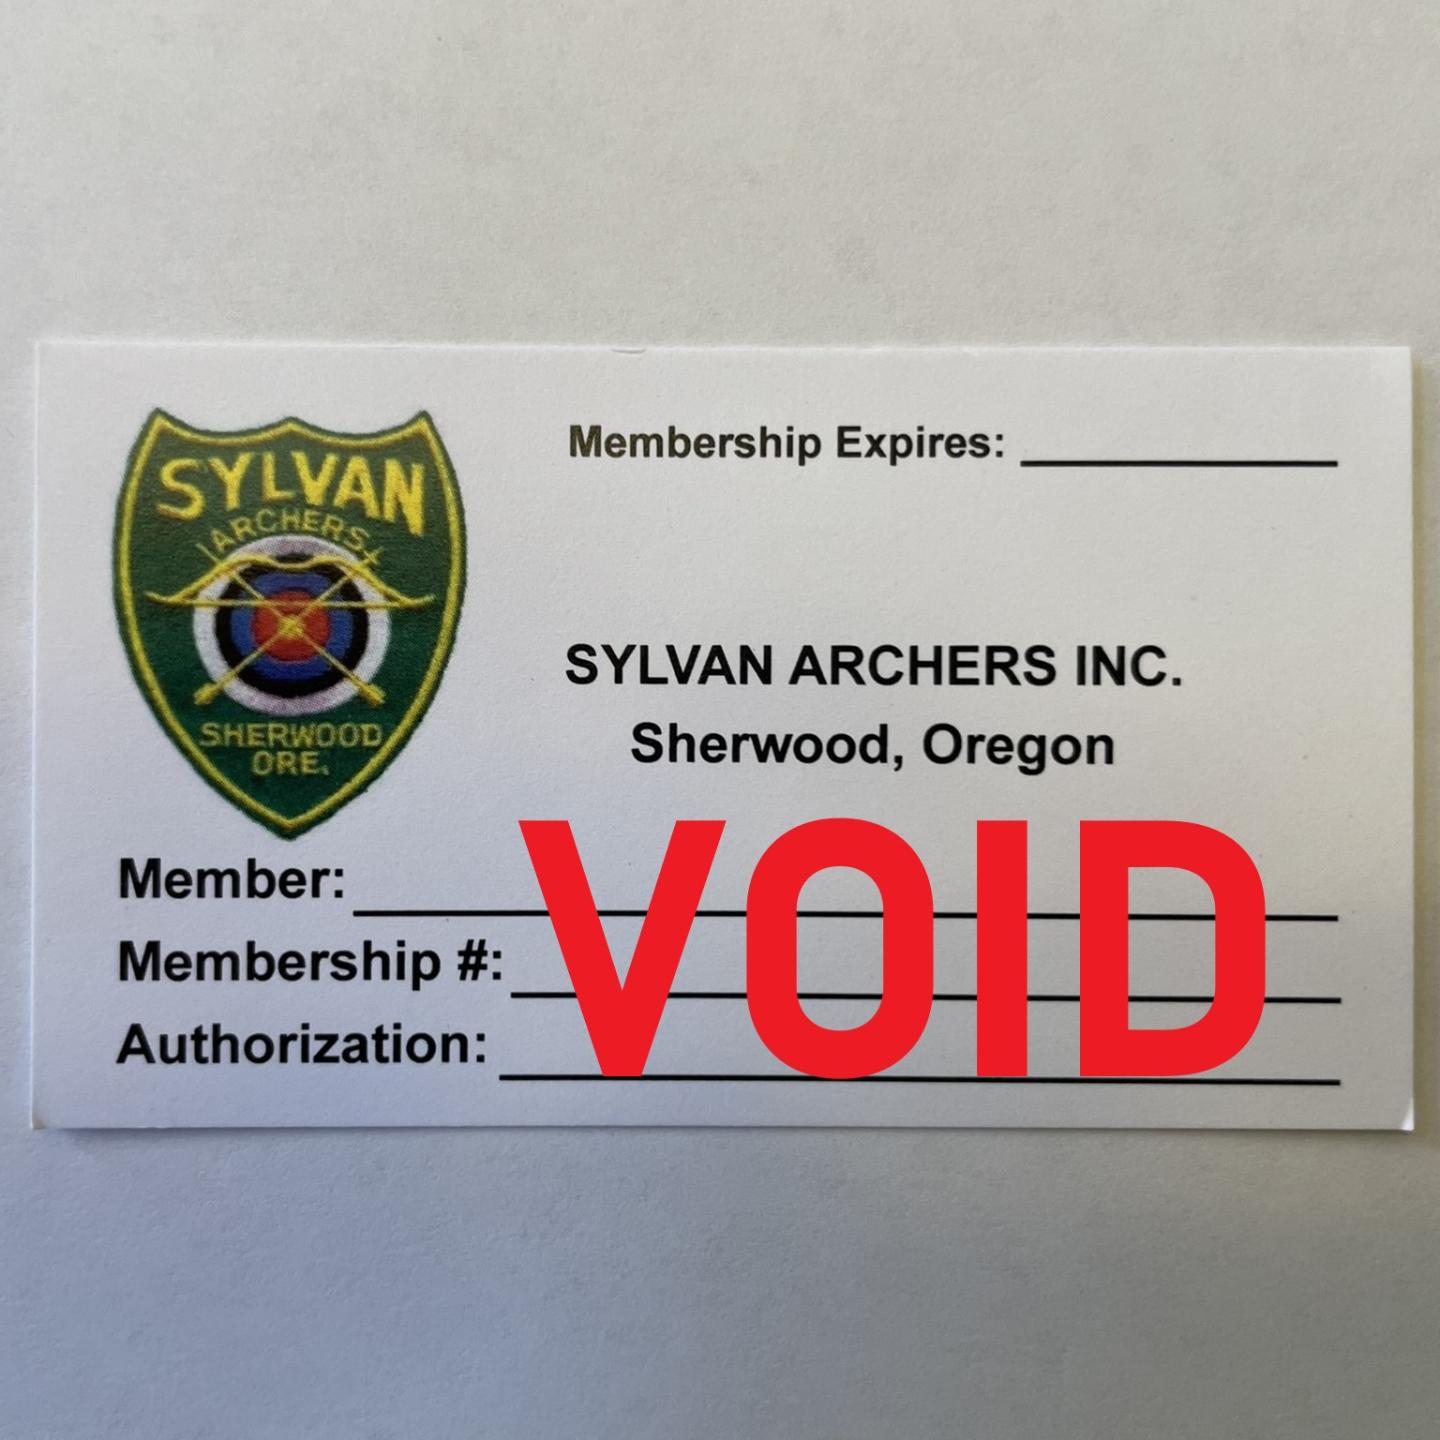 SYLVAN
ARCHERS
SHERWOOD
ORE.
Membership Expires:
SYLVAN ARCHERS INC.
Sherwood, Oregon
VOID
Member:
Membership #:
Authorization: